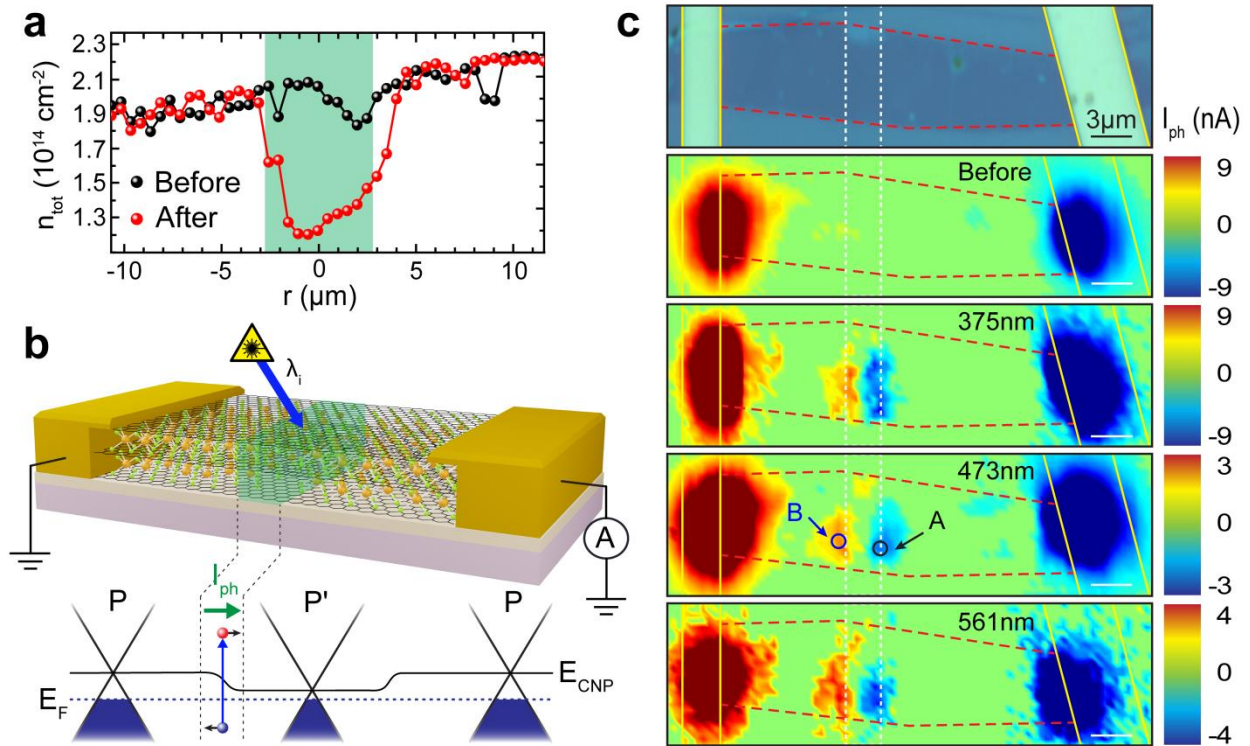 a
2.3
2.1
1.9
1.7
1.5
1.3
n_tot (10^14 cm^-2)
Before
After
-10
-5
0
5
10
r (µm)
b
λ_i
A
I_ph
P
P'
P
E_F
E_CNP
c
3µm
I_ph (nA)
Before
9
0
-9
375nm
9
0
-9
473nm
B
A
3
0
-3
561nm
4
0
-4